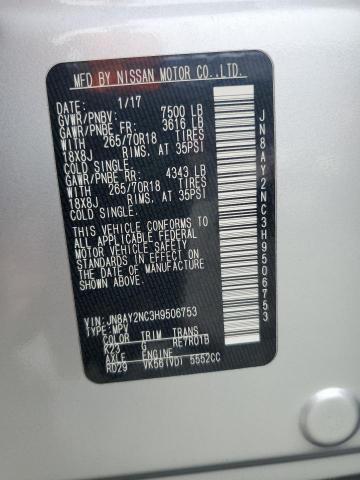 MFD BY NISSAN MOTOR CO.,LTD.
DATE: 1/17
GVWR/PNBV: 7500 LB
GAWR/PNBE FR: 3616 LB
WITH 265/70R18 TIRES
18X8J RIMS, AT 35PSI
COLD SINGLE.
GAWR/PNBE RR: 4343 LB
WITH 265/70R18 TIRES
18X8J RIMS, AT 35PSI
COLD SINGLE.
THIS VEHICLE CONFORMS TO
ALL APPLICABLE FEDERAL
MOTOR VEHICLE SAFETY
STANDARDS IN EFFECT ON
THE DATE OF MANUFACTURE
SHOWN ABOVE.
VIN: JN8AY2NC3H9506753
TYPE: MPV
COLOR TRIM TRANS
K23 G RE7R01B
AXLE ENGINE
RD29 VK56(VD) 5552CC
JN8AY2NC3H9506753